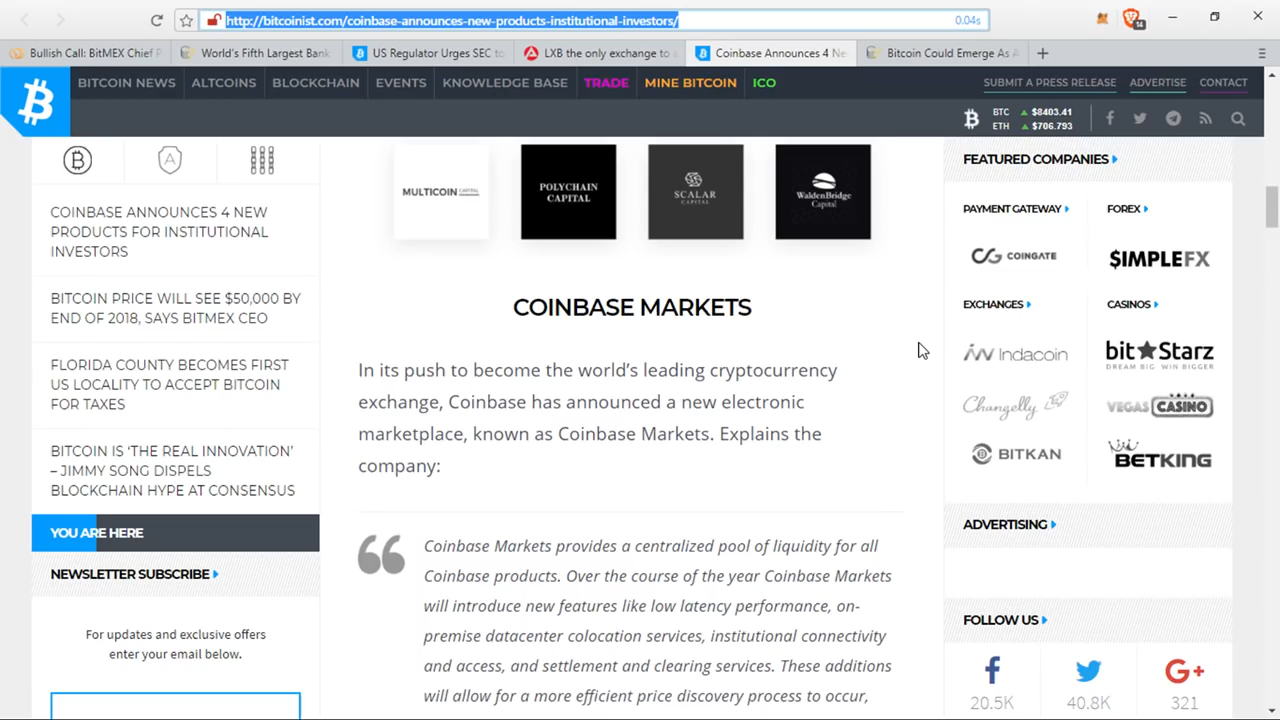 http://bitcoinist.com/coinbase-announces-new-products-institutional-investors/
0.04s
14
Bullish Call: BitMEX Chief P
World's Fifth Largest Bank
US Regulator Urges SEC to
LXB the only exchange to
Coinbase Announces 4 Ne
Bitcoin Could Emerge As A
BITCOIN NEWS
ALTCOINS
BLOCKCHAIN
EVENTS
KNOWLEDGE BASE
TRADE
MINE BITCOIN
ICO
SUBMIT A PRESS RELEASE
ADVERTISE
CONTACT
BTC $8403.41
ETH $706.793
COINBASE ANNOUNCES 4 NEW
PRODUCTS FOR INSTITUTIONAL
INVESTORS
BITCOIN PRICE WILL SEE $50,000 BY
END OF 2018, SAYS BITMEX CEO
FLORIDA COUNTY BECOMES FIRST
US LOCALITY TO ACCEPT BITCOIN
FOR TAXES
BITCOIN IS ‘THE REAL INNOVATION’
– JIMMY SONG DISPELS
BLOCKCHAIN HYPE AT CONSENSUS
YOU ARE HERE
NEWSLETTER SUBSCRIBE
For updates and exclusive offers
enter your email below.
MULTICOIN CAPITAL
POLYCHAIN
CAPITAL
SCALAR
CAPITAL
WaldenBridge
Capital
COINBASE MARKETS
In its push to become the world’s leading cryptocurrency
exchange, Coinbase has announced a new electronic
marketplace, known as Coinbase Markets. Explains the
company:
Coinbase Markets provides a centralized pool of liquidity for all
Coinbase products. Over the course of the year Coinbase Markets
will introduce new features like low latency performance, on-
premise datacenter colocation services, institutional connectivity
and access, and settlement and clearing services. These additions
will allow for a more efficient price discovery process to occur,
FEATURED COMPANIES
PAYMENT GATEWAY
FOREX
COINGATE
$IMPLEFX
EXCHANGES
CASINOS
Indacoin
bitStarz
DREAM BIG WIN BIGGER
Changelly
VEGAS CASINO
BITKAN
BETKING
ADVERTISING
FOLLOW US
20.5K
40.8K
321